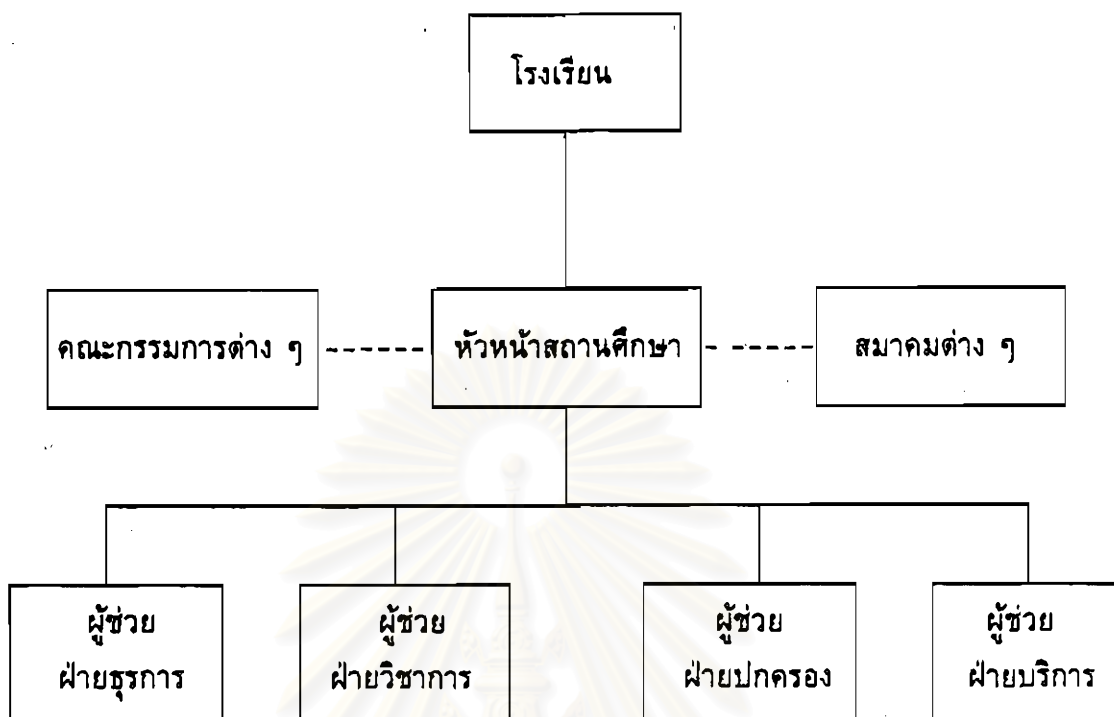 โรงเรียน
คณะกรรมการต่าง ๆ
หัวหน้าสถานศึกษา
สมาคมต่าง ๆ
ผู้ช่วย
ฝ่ายธุรการ
ผู้ช่วย
ฝ่ายวิชาการ
ผู้ช่วย
ฝ่ายปกครอง
ผู้ช่วย
ฝ่ายบริการ